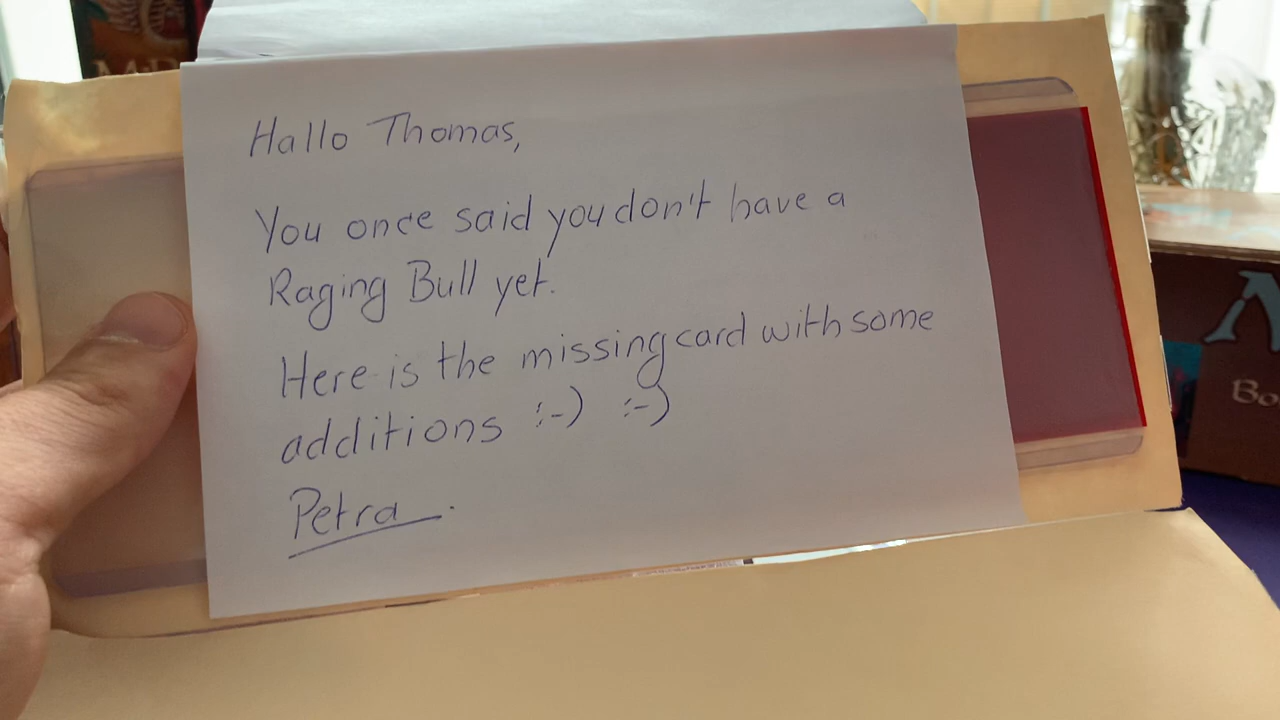 Hallo Thomas,
You once said you don't have a
Raging Bull yet.
Here is the missing card with some
additions :-) :-)
Petra.